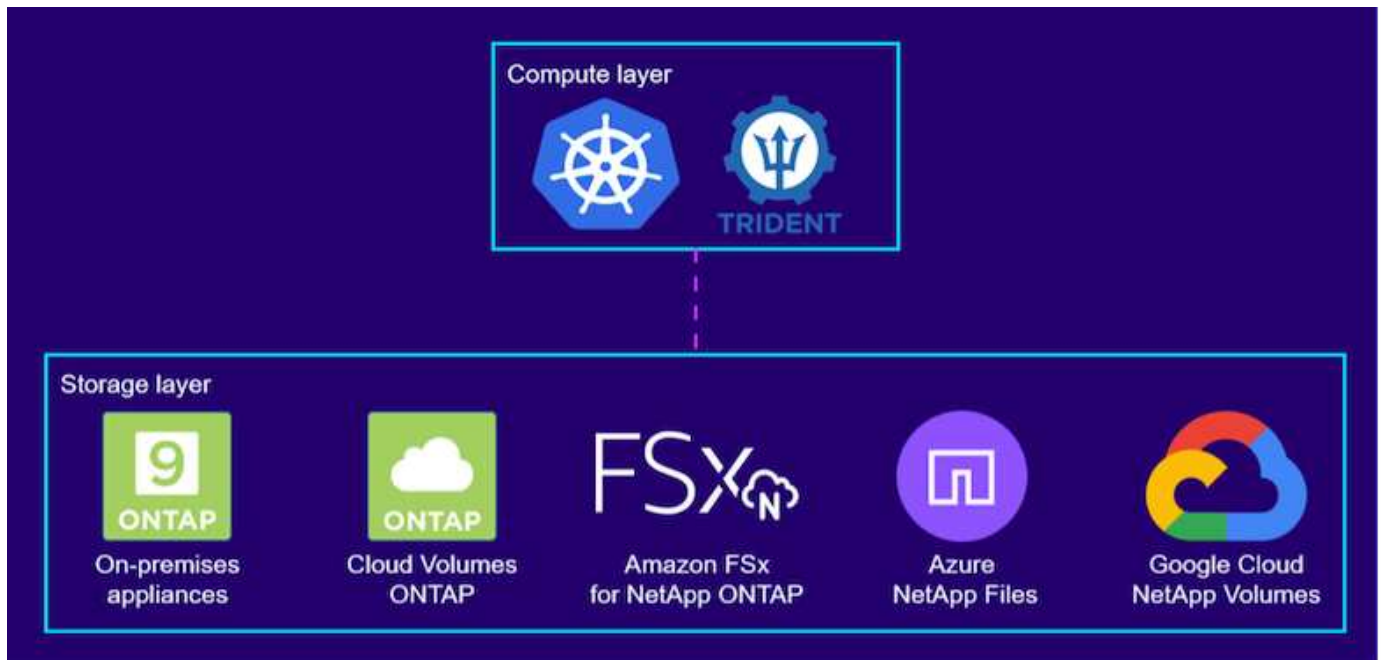 Compute layer
TRIDENT
Storage layer
9
ONTAP
On-premises
appliances
ONTAP
Cloud Volumes
ONTAP
FSx N
Amazon FSx
for NetApp ONTAP
Azure
NetApp Files
Google Cloud
NetApp Volumes